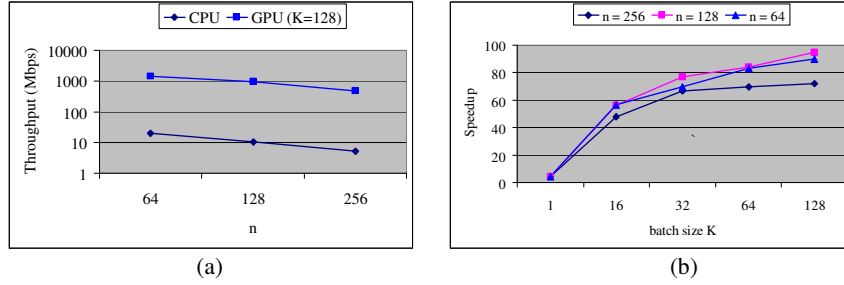 CPU GPU (K=128)
Throughput (Mbps)
10000
1000
100
10
1
64 128 256
n
(a)
n = 256 n = 128 n = 64
Speedup
100
80
60
40
20
0
1 16 32 64 128
batch size K
(b)